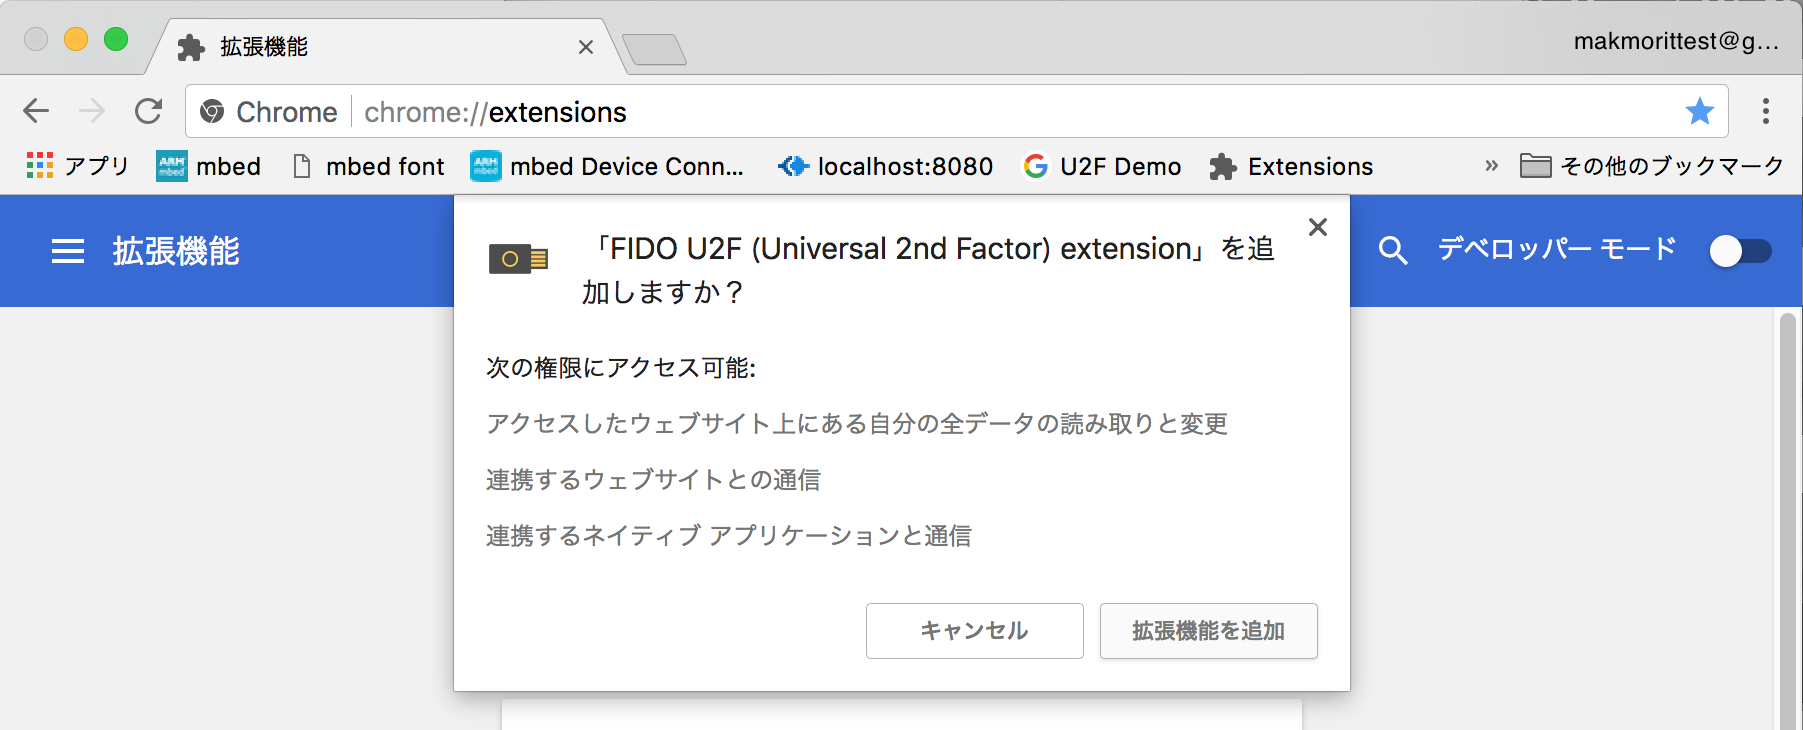 拡張機能
makmorittest@g...
Chrome chrome://extensions
アプリ mbed mbed font mbed Device Conn... localhost:8080 U2F Demo Extensions » その他のブックマーク
拡張機能
デベロッパー モード
「FIDO U2F (Universal 2nd Factor) extension」を追
加しますか？
次の権限にアクセス可能:
アクセスしたウェブサイト上にある自分の全データの読み取りと変更
連携するウェブサイトとの通信
連携するネイティブ アプリケーションと通信
キャンセル 拡張機能を追加